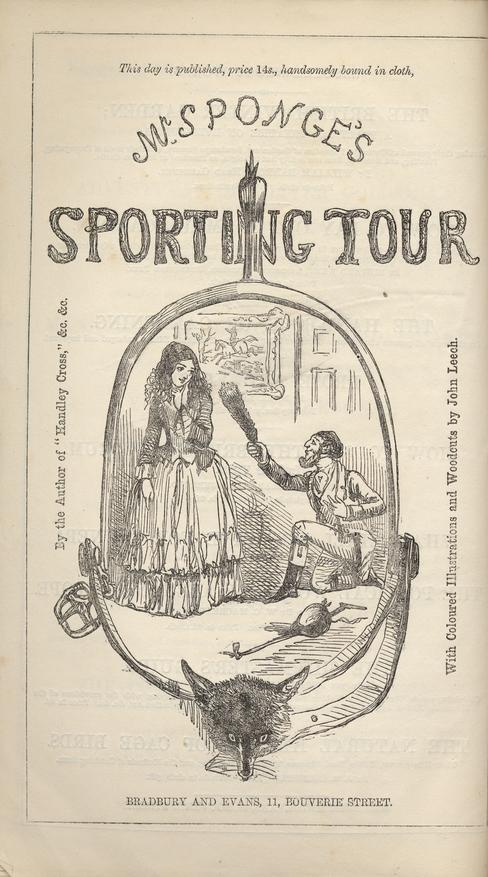 This day is published, price 14s., handsomely bound in cloth,
Mr. SPONGE'S
SPORTING TOUR
By the Author of "Handley Cross," &c. &c.
With Coloured Illustrations and Woodcuts by John Leech.
BRADBURY AND EVANS, 11, BOUVERIE STREET.